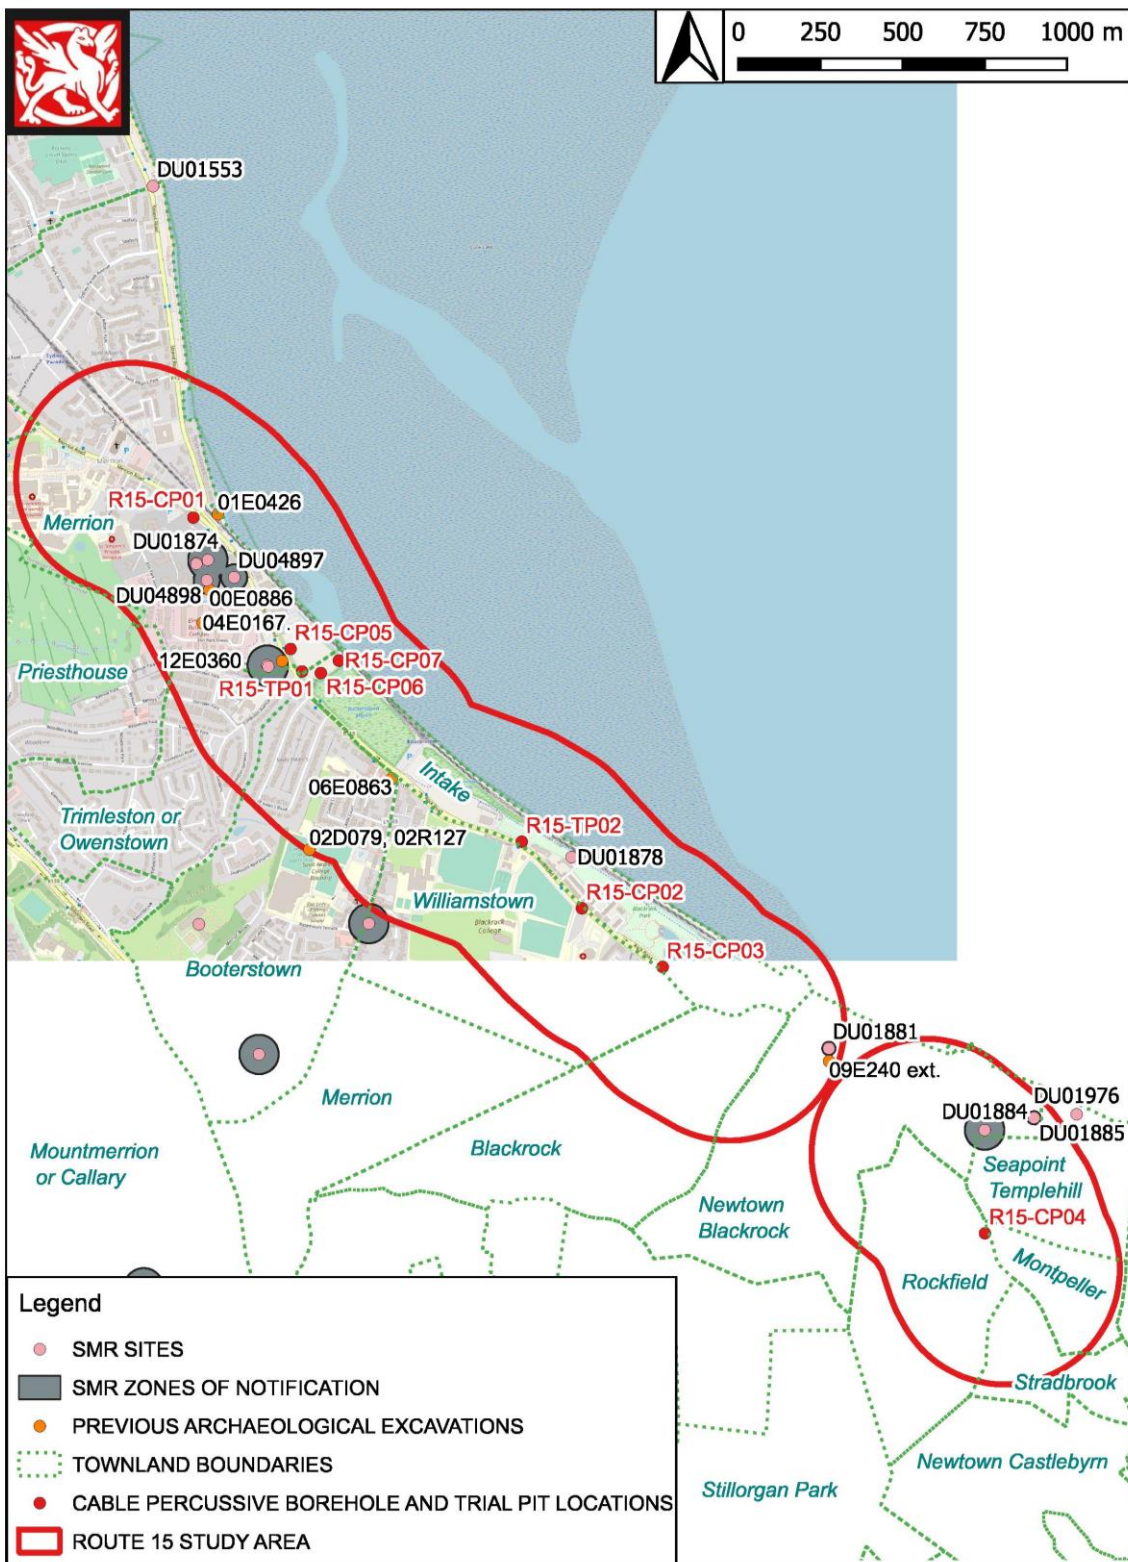 0 250 500 750 1000 m
DU01553
R15-CP01
01E0426
Merrion
DU01874
DU04897
DU04898
00E0886
04E0167.
R15-CP05
12E0360
R15-CP07
Priesthouse
R15-TP01
R15-CP06
Intake
06E0863
Trimleston or
Owenstown
02D079, 02R127
R15-TP02
DU01878
Williamstown
R15-CP02
Blackrock
College
R15-CP03
Booterstown
DU01881
09E240 ext.
Merrion
DU01976
DU01884
DU01885
Mountmerrion
or Callary
Blackrock
Seapoint
Templehill
Newtown
Blackrock
R15-CP04
Rockfield
Montpeller
Stradbrook
Newtown Castlebyrn
Stillorgan Park
Legend
SMR SITES
SMR ZONES OF NOTIFICATION
PREVIOUS ARCHAEOLOGICAL EXCAVATIONS
TOWNLAND BOUNDARIES
CABLE PERCUSSIVE BOREHOLE AND TRIAL PIT LOCATIONS
ROUTE 15 STUDY AREA